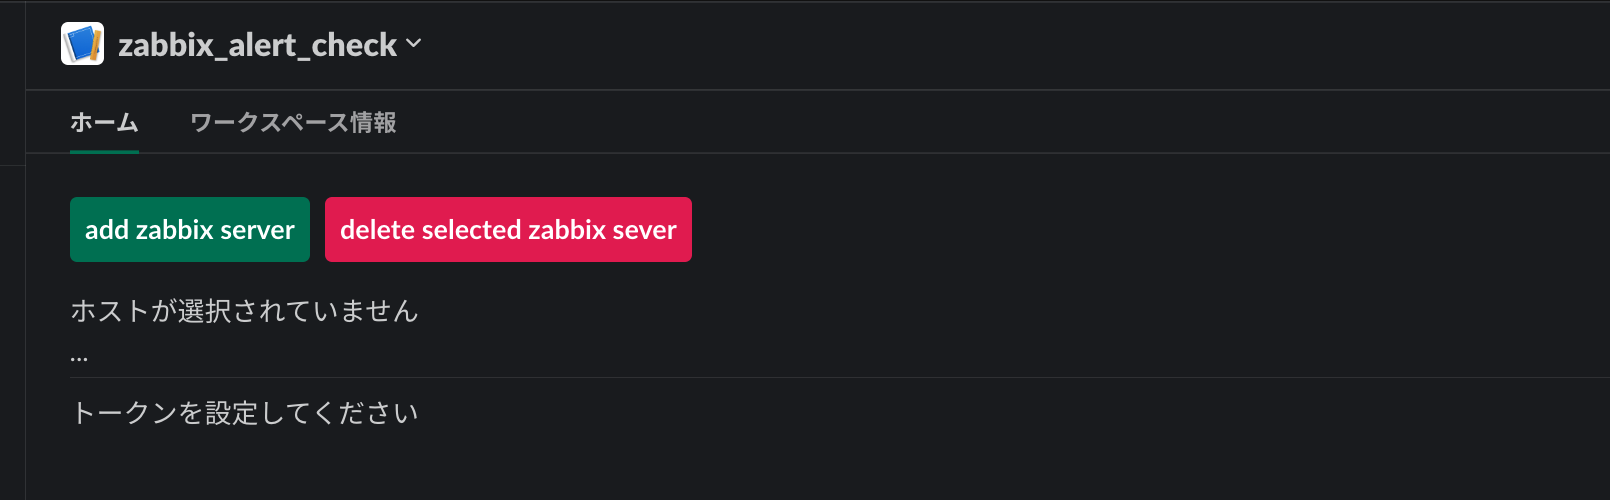 zabbix_alert_check
ホーム ワークスペース情報
add zabbix server delete selected zabbix sever
ホストが選択されていません
...
トークンを設定してください